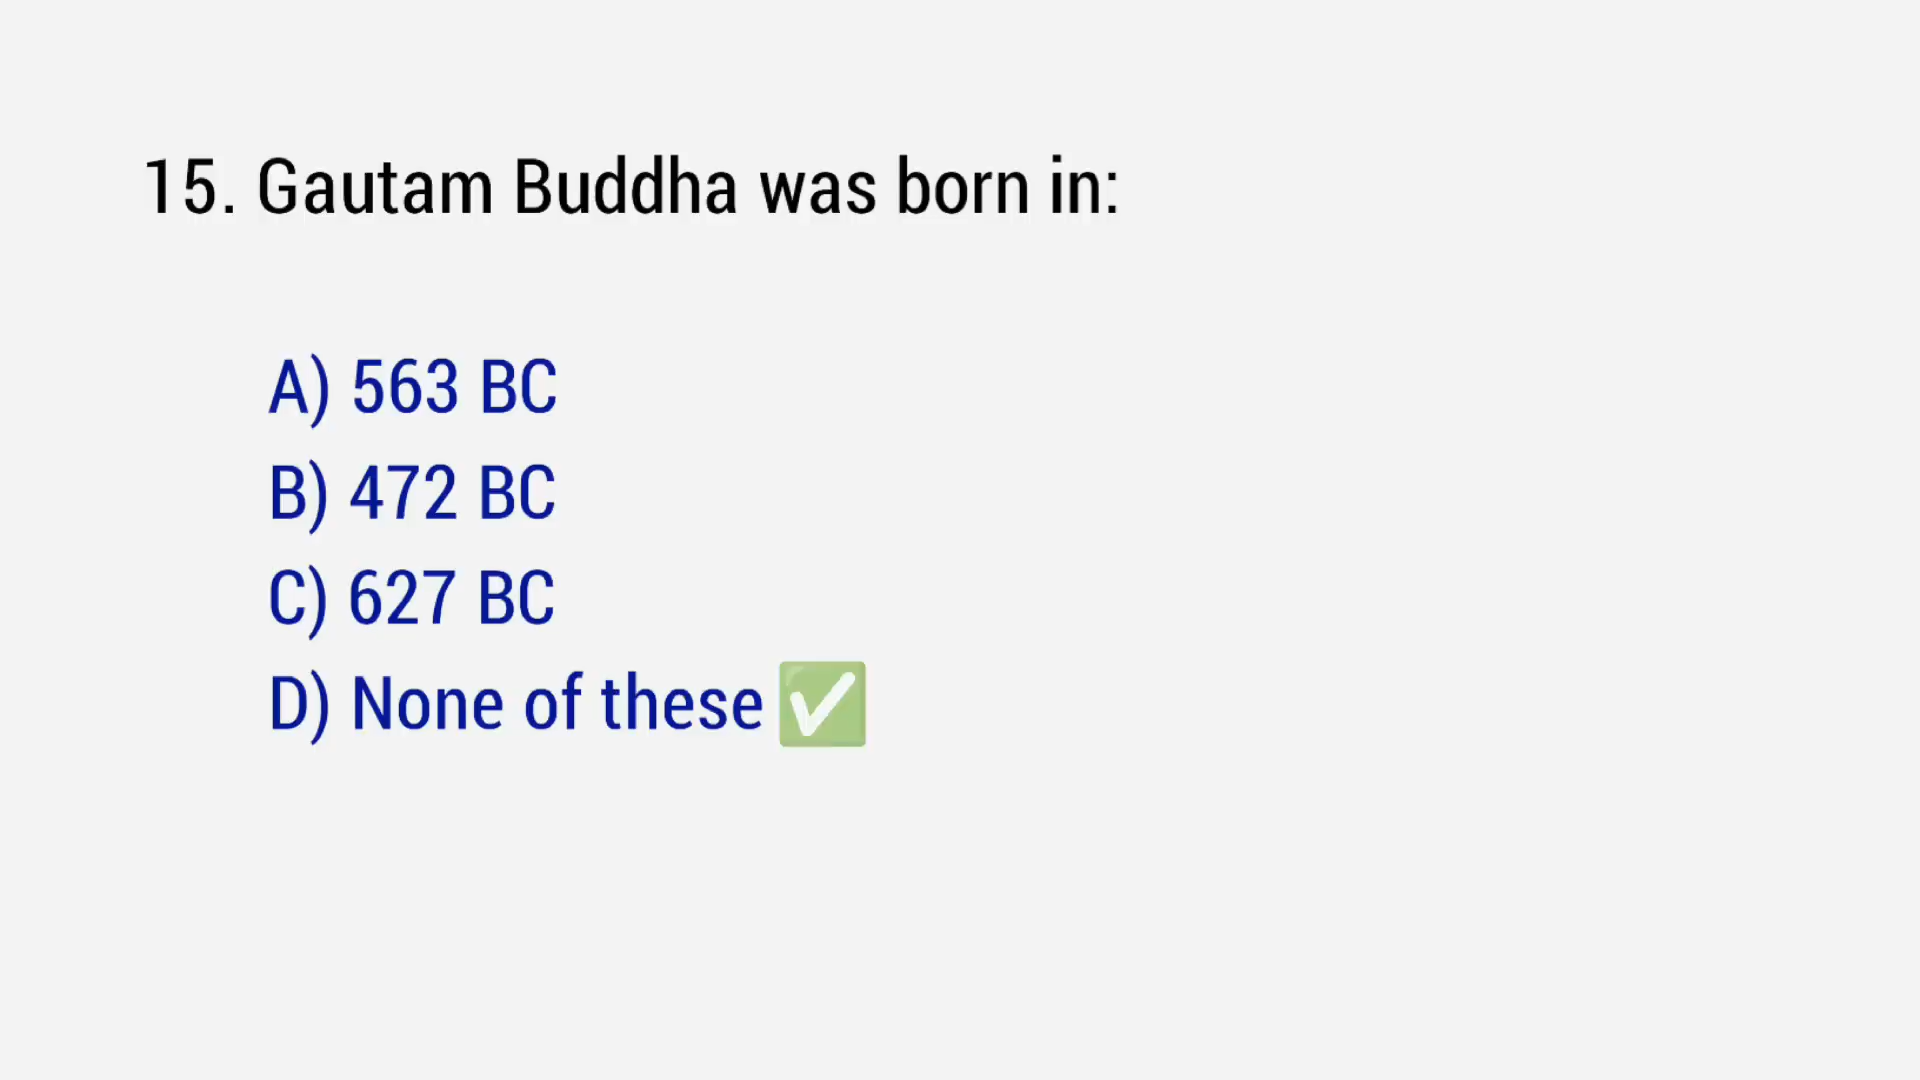 15. Gautam Buddha was born in:
A) 563 BC
B) 472 BC
C) 627 BC
D) None of these ✅